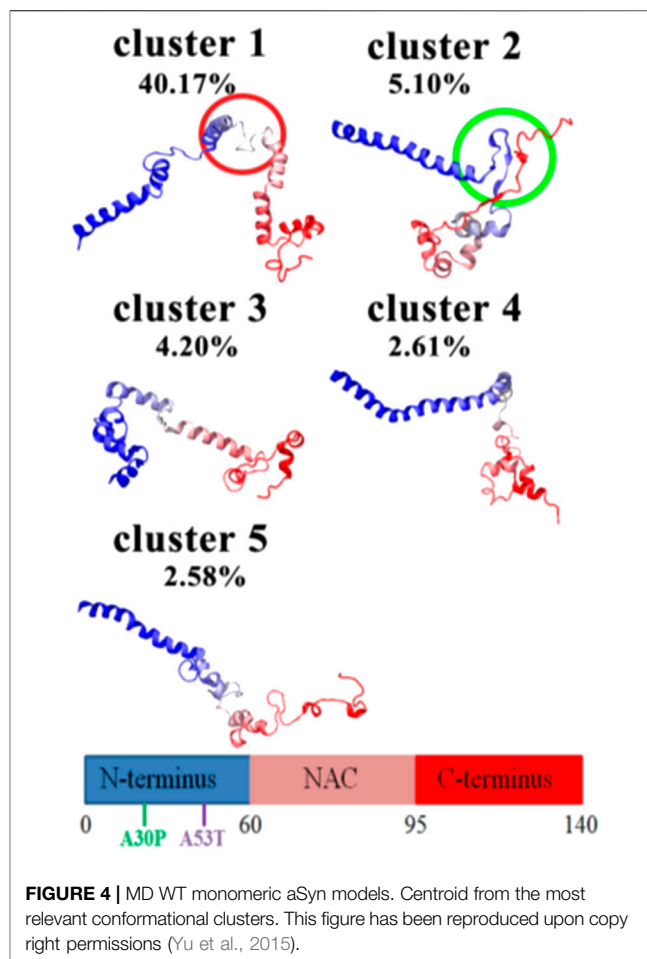 cluster 1
40.17%
cluster 2
5.10%
cluster 3
4.20%
cluster 4
2.61%
cluster 5
2.58%
N-terminus NAC C-terminus
0 60 95 140
A30P A53T
FIGURE 4 | MD WT monomeric aSyn models. Centroid from the most
relevant conformational clusters. This figure has been reproduced upon copy
right permissions (Yu et al., 2015).